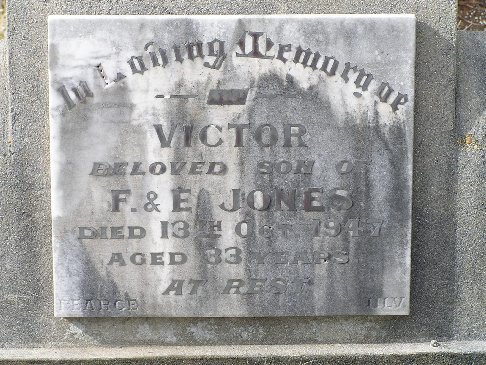 In Loving Memory of
VICTOR
BELOVED SON OF
F. & E. JONES
DIED 13TH OCT. 1947
AGED 33 YEARS
AT REST
PEARCE